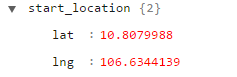 start_location {2}
lat : 10.8079988
lng : 106.6344139